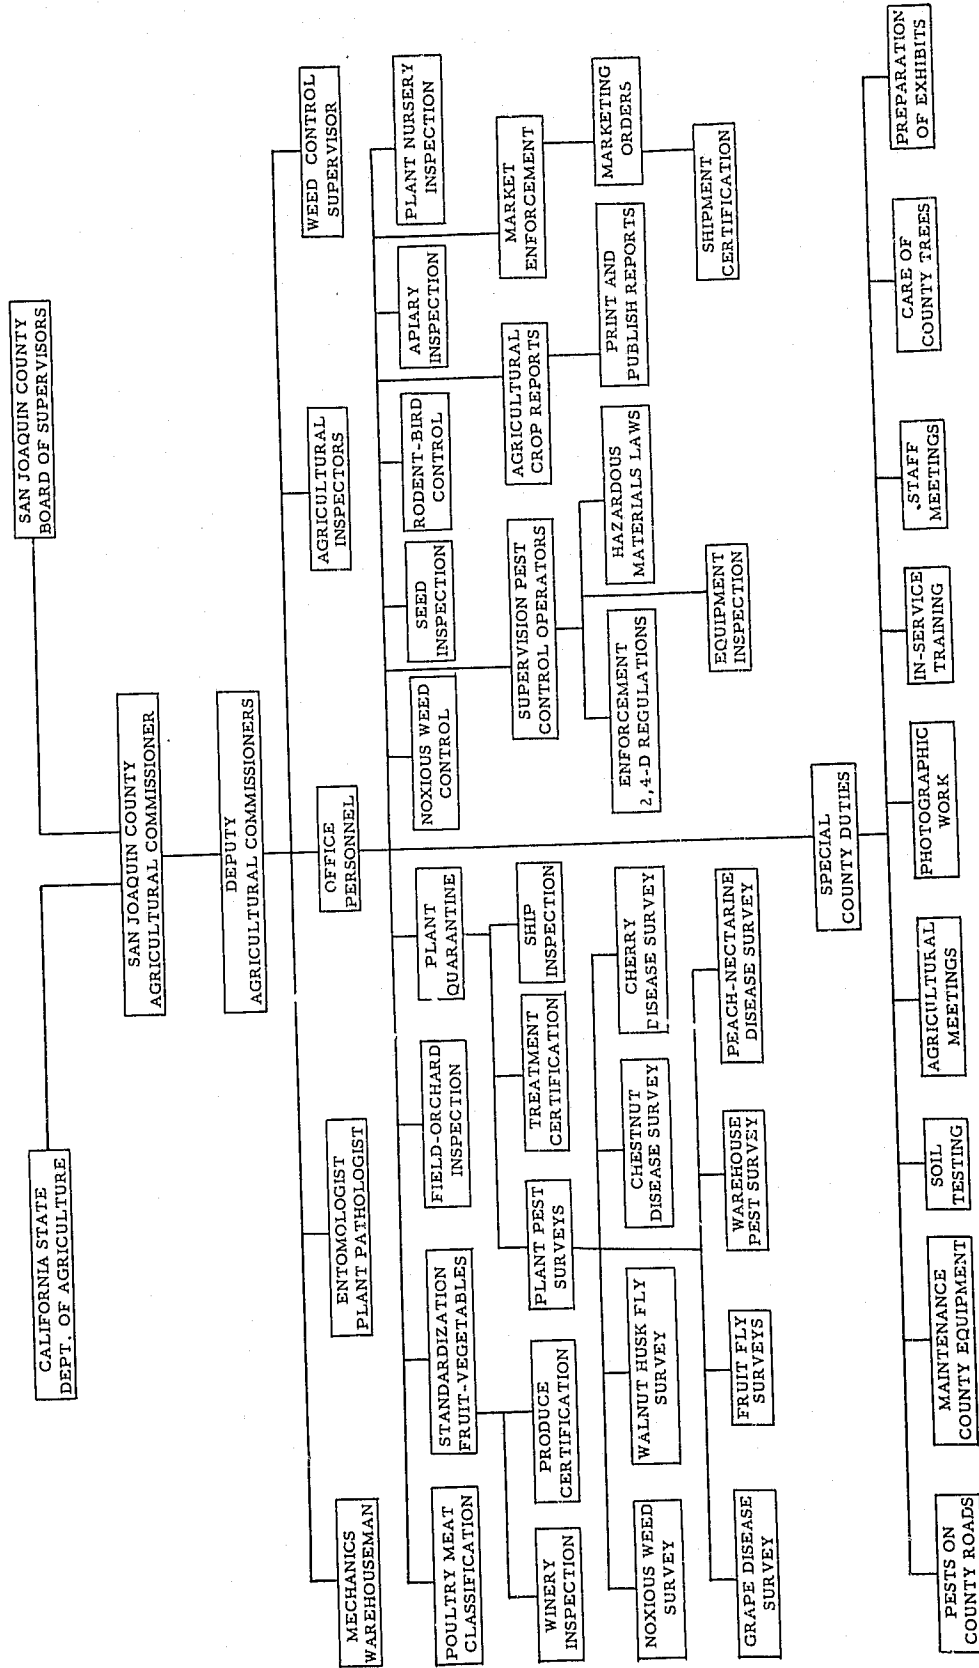 CALIFORNIA STATE
DEPT. OF AGRICULTURE
SAN JOAQUIN COUNTY
BOARD OF SUPERVISORS
SAN JOAQUIN COUNTY
AGRICULTURAL COMMISSIONER
DEPUTY
AGRICULTURAL COMMISSIONERS
MECHANICS
WAREHOUSEMAN
ENTOMOLOGIST
PLANT PATHOLOGIST
OFFICE
PERSONNEL
AGRICULTURAL
INSPECTORS
WEED CONTROL
SUPERVISOR
POULTRY MEAT
CLASSIFICATION
STANDARDIZATION
FRUIT-VEGETABLES
FIELD-ORCHARD
INSPECTION
PLANT
QUARANTINE
NOXIOUS WEED
CONTROL
SEED
INSPECTION
RODENT-BIRD
CONTROL
APIARY
INSPECTION
PLANT NURSERY
INSPECTION
WINERY
INSPECTION
PRODUCE
CERTIFICATION
PLANT PEST
SURVEYS
TREATMENT
CERTIFICATION
SHIP
INSPECTION
SUPERVISION PEST
CONTROL OPERATORS
AGRICULTURAL
CROP REPORTS
MARKET
ENFORCEMENT
NOXIOUS WEED
SURVEY
WALNUT HUSK FLY
SURVEY
CHESTNUT
DISEASE SURVEY
CHERRY
DISEASE SURVEY
ENFORCEMENT
2,4-D REGULATIONS
HAZARDOUS
MATERIALS LAWS
PRINT AND
PUBLISH REPORTS
MARKETING
ORDERS
GRAPE DISEASE
SURVEY
FRUIT FLY
SURVEYS
WAREHOUSE
PEST SURVEY
PEACH-NECTARINE
DISEASE SURVEY
EQUIPMENT
INSPECTION
SHIPMENT
CERTIFICATION
SPECIAL
COUNTY DUTIES
PESTS ON
COUNTY ROADS
MAINTENANCE
COUNTY EQUIPMENT
SOIL
TESTING
AGRICULTURAL
MEETINGS
PHOTOGRAPHIC
WORK
IN-SERVICE
TRAINING
STAFF
MEETINGS
CARE OF
COUNTY TREES
PREPARATION
OF EXHIBITS